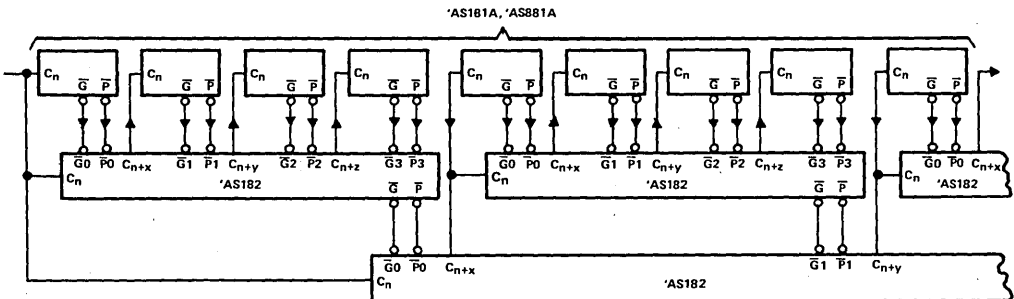 'AS181A, 'AS881A
Cn G̅ P̅ Cn G̅ P̅ Cn G̅ P̅ Cn G̅ P̅ Cn G̅ P̅ Cn G̅ P̅ Cn G̅ P̅ Cn G̅ P̅ Cn G̅ P̅
G̅0 P̅0 Cn+x G̅1 P̅1 Cn+y G̅2 P̅2 Cn+z G̅3 P̅3 G̅0 P̅0 Cn+x G̅1 P̅1 Cn+y G̅2 P̅2 Cn+z G̅3 P̅3 G̅0 P̅0 Cn+x
Cn 'AS182 G̅ P̅ Cn 'AS182 G̅ P̅ Cn 'AS182
G̅0 P̅0 Cn+x G̅1 P̅1 Cn+y
Cn 'AS182